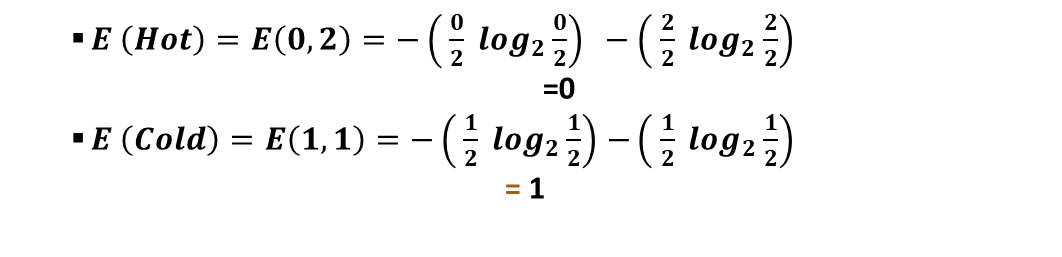 ▪ E (Hot) = E(0, 2) = −(0/2 log₂ 0/2) −(2/2 log₂ 2/2)
=0
▪ E (Cold) = E(1, 1) = −(1/2 log₂ 1/2) −(1/2 log₂ 1/2)
= 1